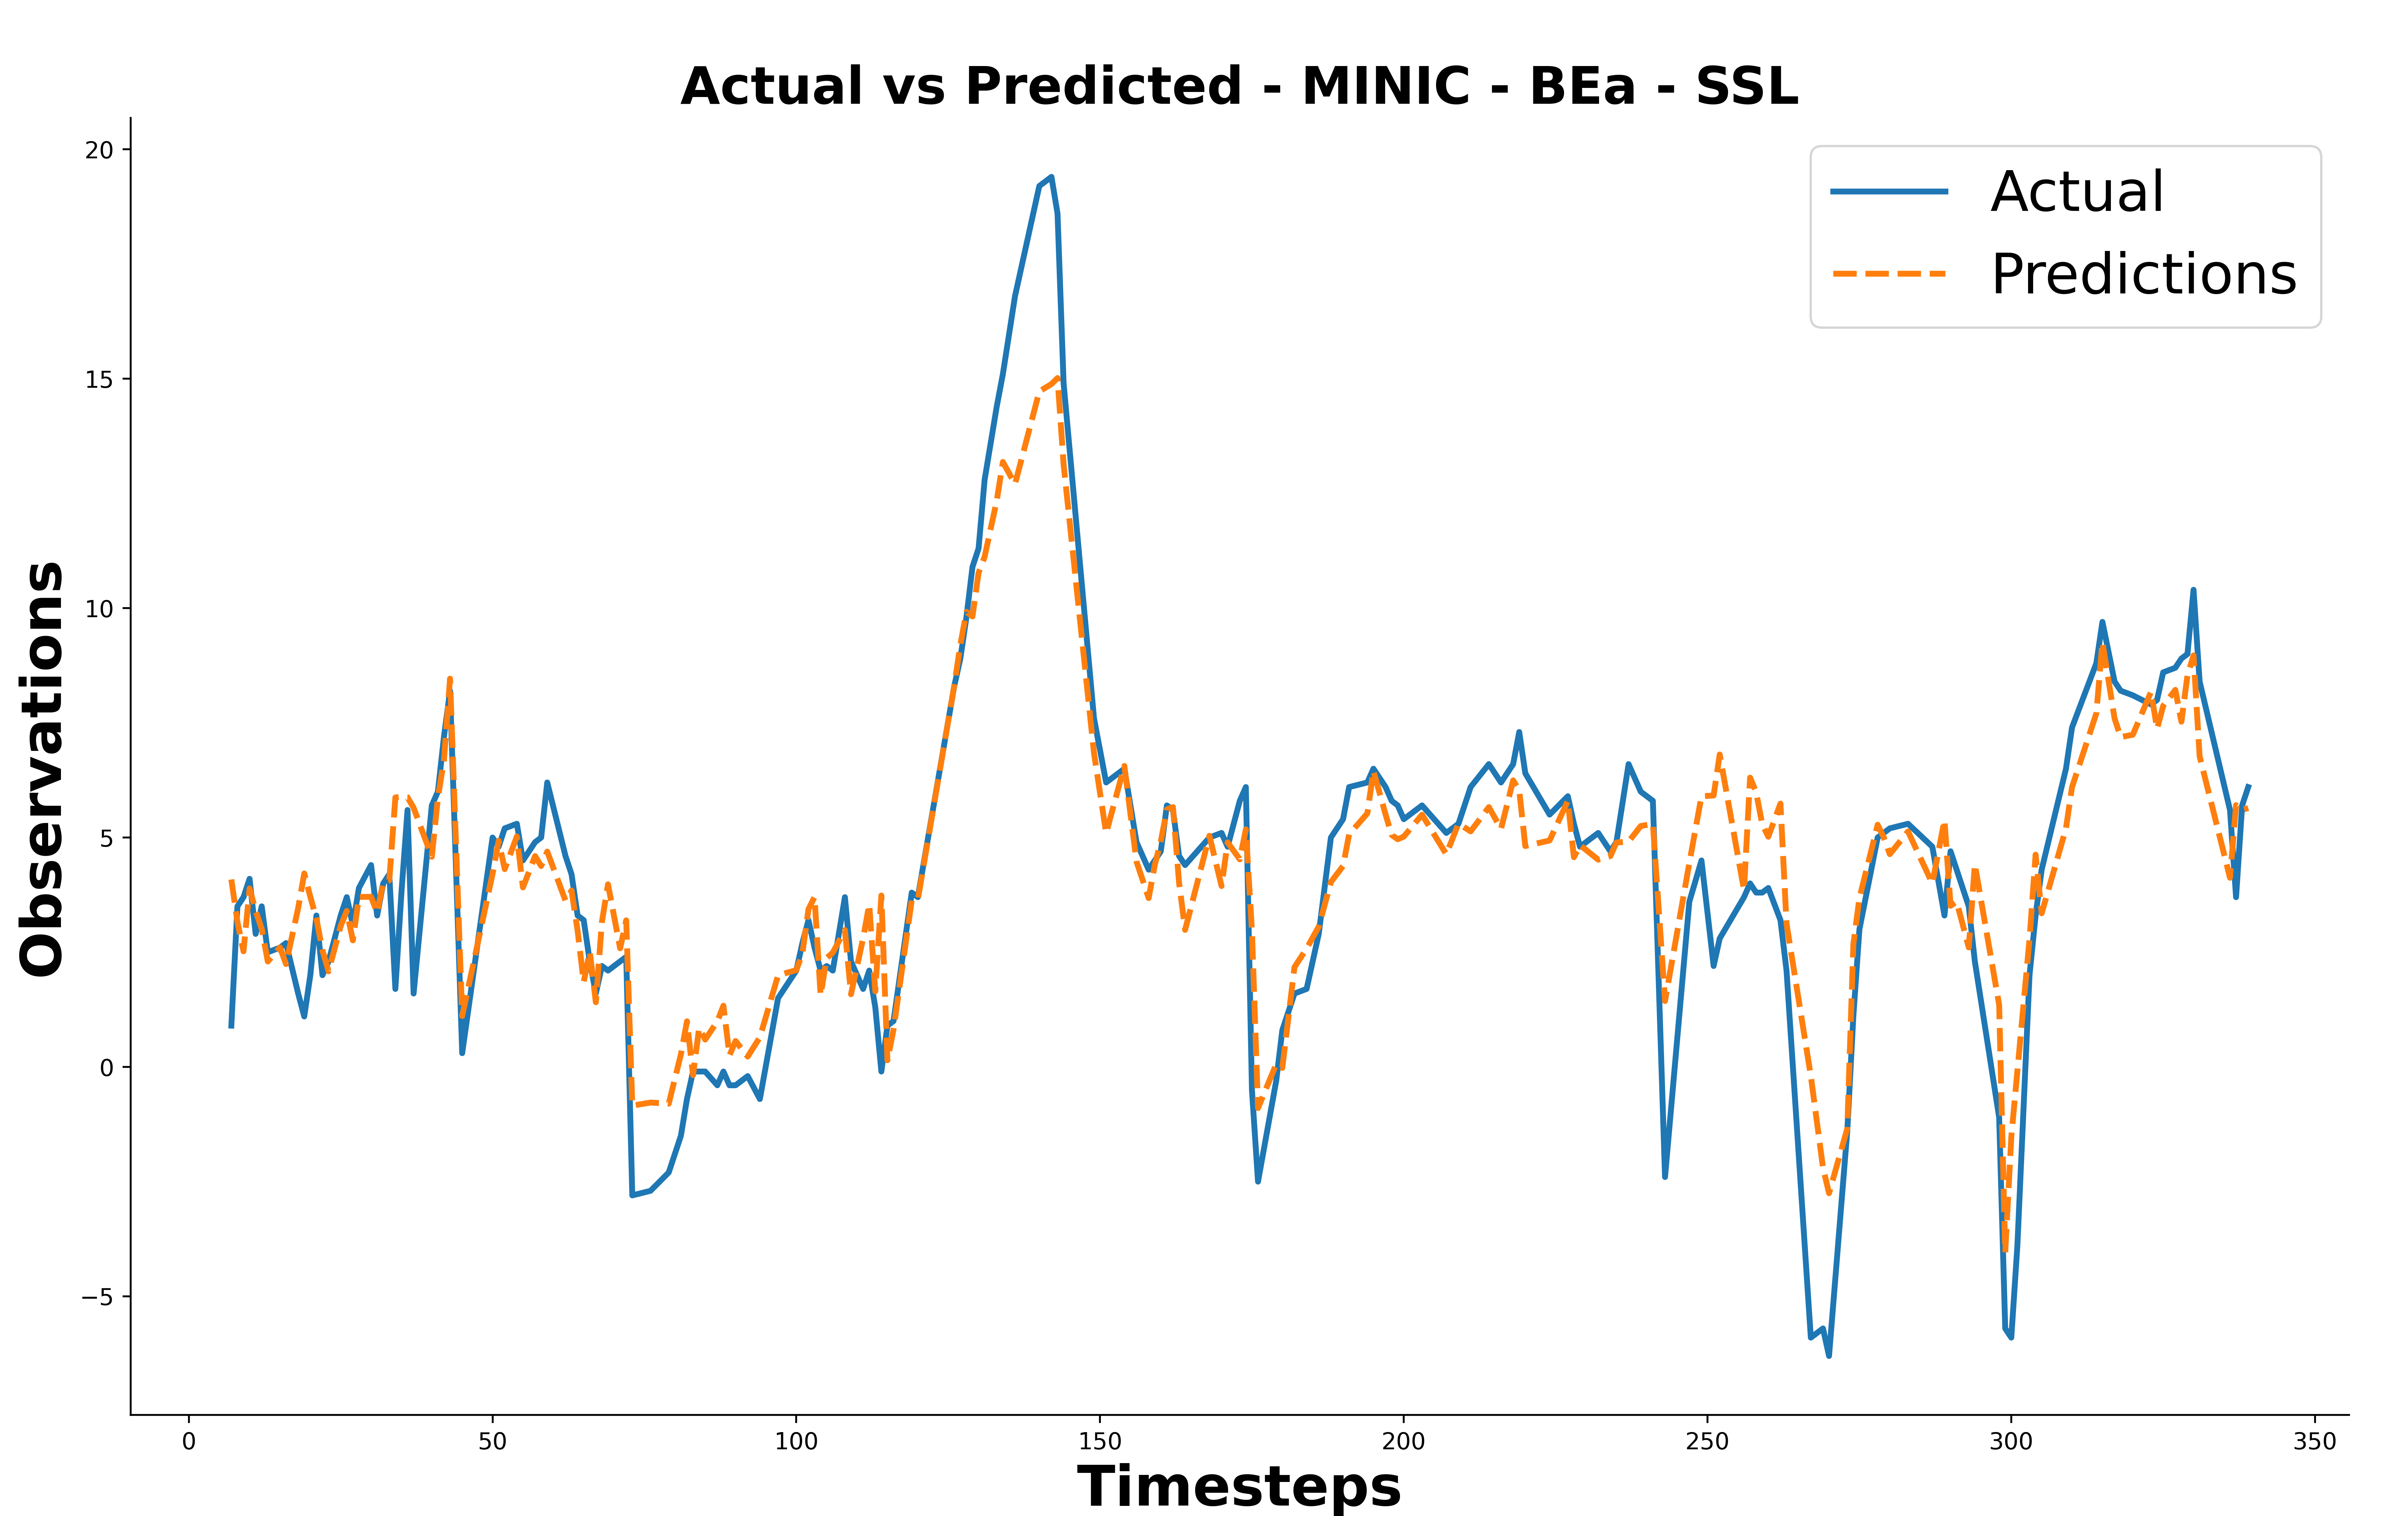 Actual vs Predicted - MINIC - BEa - SSL
Actual
Predictions
Observations
20
15
10
5
0
−5
0 50 100 150 200 250 300 350
Timesteps